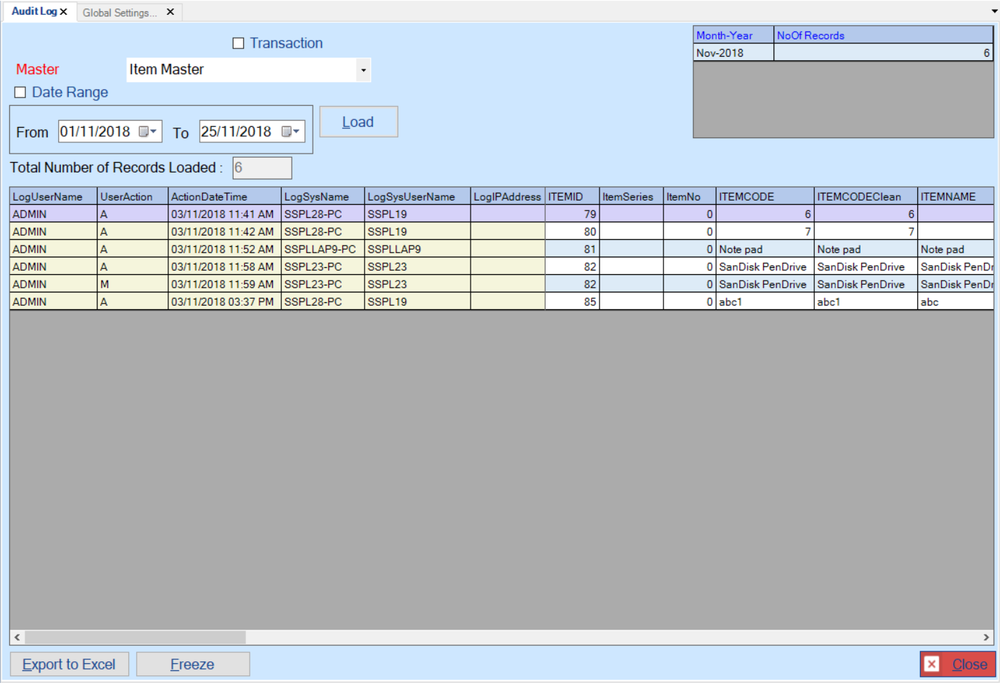 Audit Log X Global Settings... X
Transaction
Month-Year NoOf Records
Nov-2018 6
Master Item Master
Date Range
From 01/11/2018 To 25/11/2018 Load
Total Number of Records Loaded : 6
LogUserName UserAction ActionDateTime LogSysName LogSysUserName LogIPAddress ITEMID ItemSeries ItemNo ITEMCODE ITEMCODEClean ITEMNAME
ADMIN A 03/11/2018 11:41 AM SSPL28-PC SSPL19 79 0 6 6
ADMIN A 03/11/2018 11:42 AM SSPL28-PC SSPL19 80 0 7 7
ADMIN A 03/11/2018 11:52 AM SSPLLAP9-PC SSPLLAP9 81 0 Note pad Note pad Note pad
ADMIN A 03/11/2018 11:58 AM SSPL23-PC SSPL23 82 0 SanDisk PenDrive SanDisk PenDrive SanDisk PenDr
ADMIN M 03/11/2018 11:59 AM SSPL23-PC SSPL23 82 0 SanDisk PenDrive SanDisk PenDrive SanDisk PenDr
ADMIN A 03/11/2018 03:37 PM SSPL28-PC SSPL19 85 0 abc1 abc1 abc
Export to Excel Freeze Close